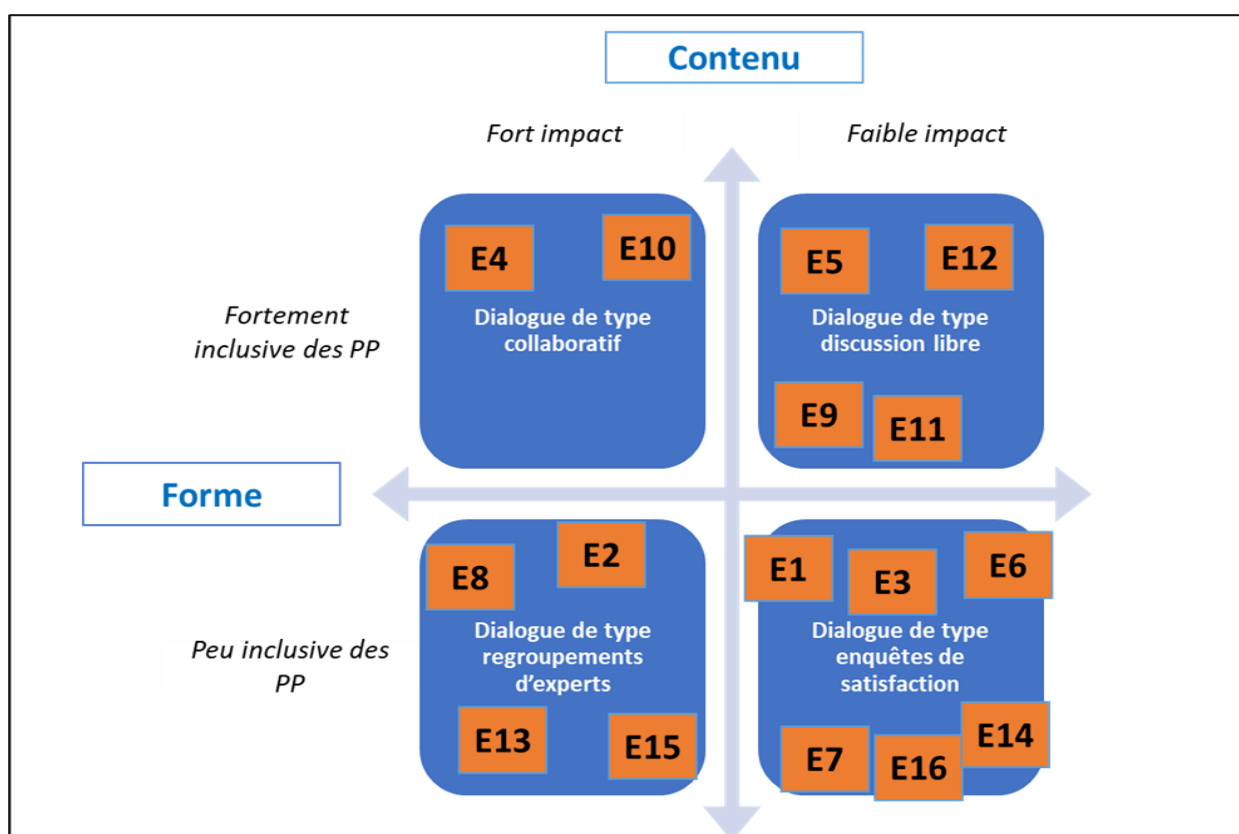 Contenu
Fort impact
Faible impact
E4
E10
E5
E12
Fortement
inclusive des PP
Dialogue de type
collaboratif
Dialogue de type
discussion libre
E9
E11
Forme
E8
E2
E1
E3
E6
Peu inclusive des
PP
Dialogue de type
regroupements
d'experts
Dialogue de type
enquêtes de
satisfaction
E13
E15
E7
E16
E14